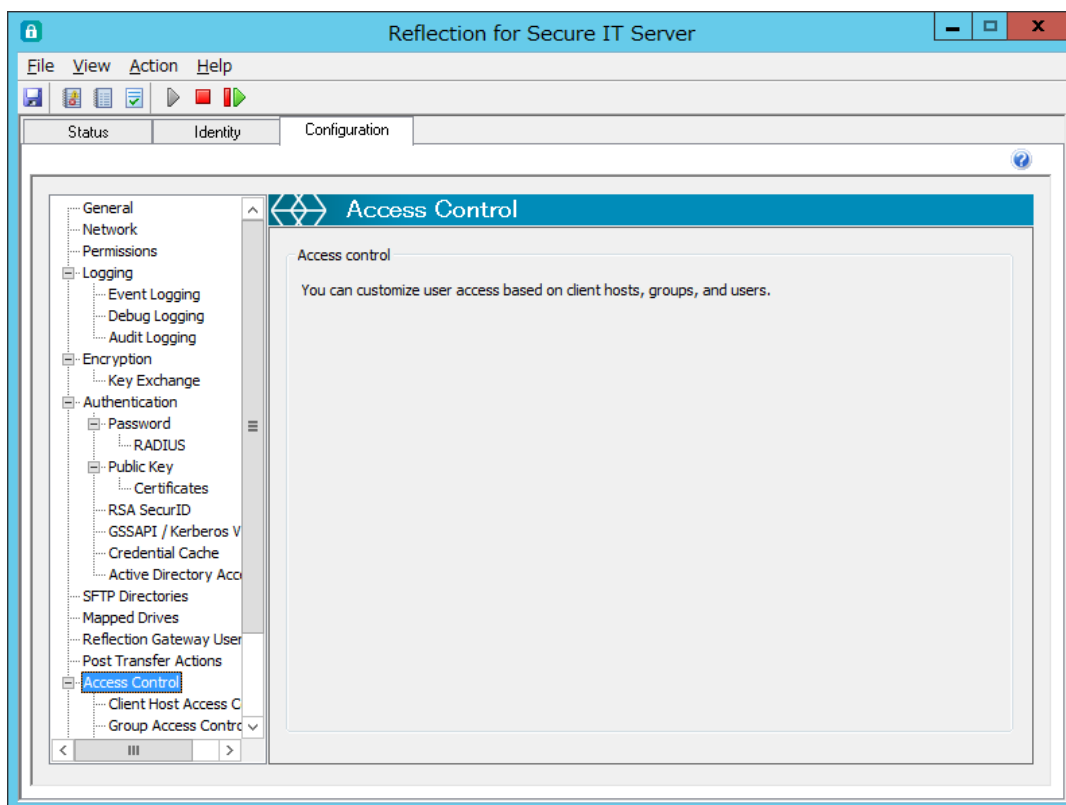 Reflection for Secure IT Server
File View Action Help
Status Identity Configuration
General
Network
Permissions
Logging
Event Logging
Debug Logging
Audit Logging
Encryption
Key Exchange
Authentication
Password
RADIUS
Public Key
Certificates
RSA SecurID
GSSAPI / Kerberos V
Credential Cache
Active Directory Acc
SFTP Directories
Mapped Drives
Reflection Gateway User
Post Transfer Actions
Access Control
Client Host Access C
Group Access Contro
Access Control
Access control
You can customize user access based on client hosts, groups, and users.